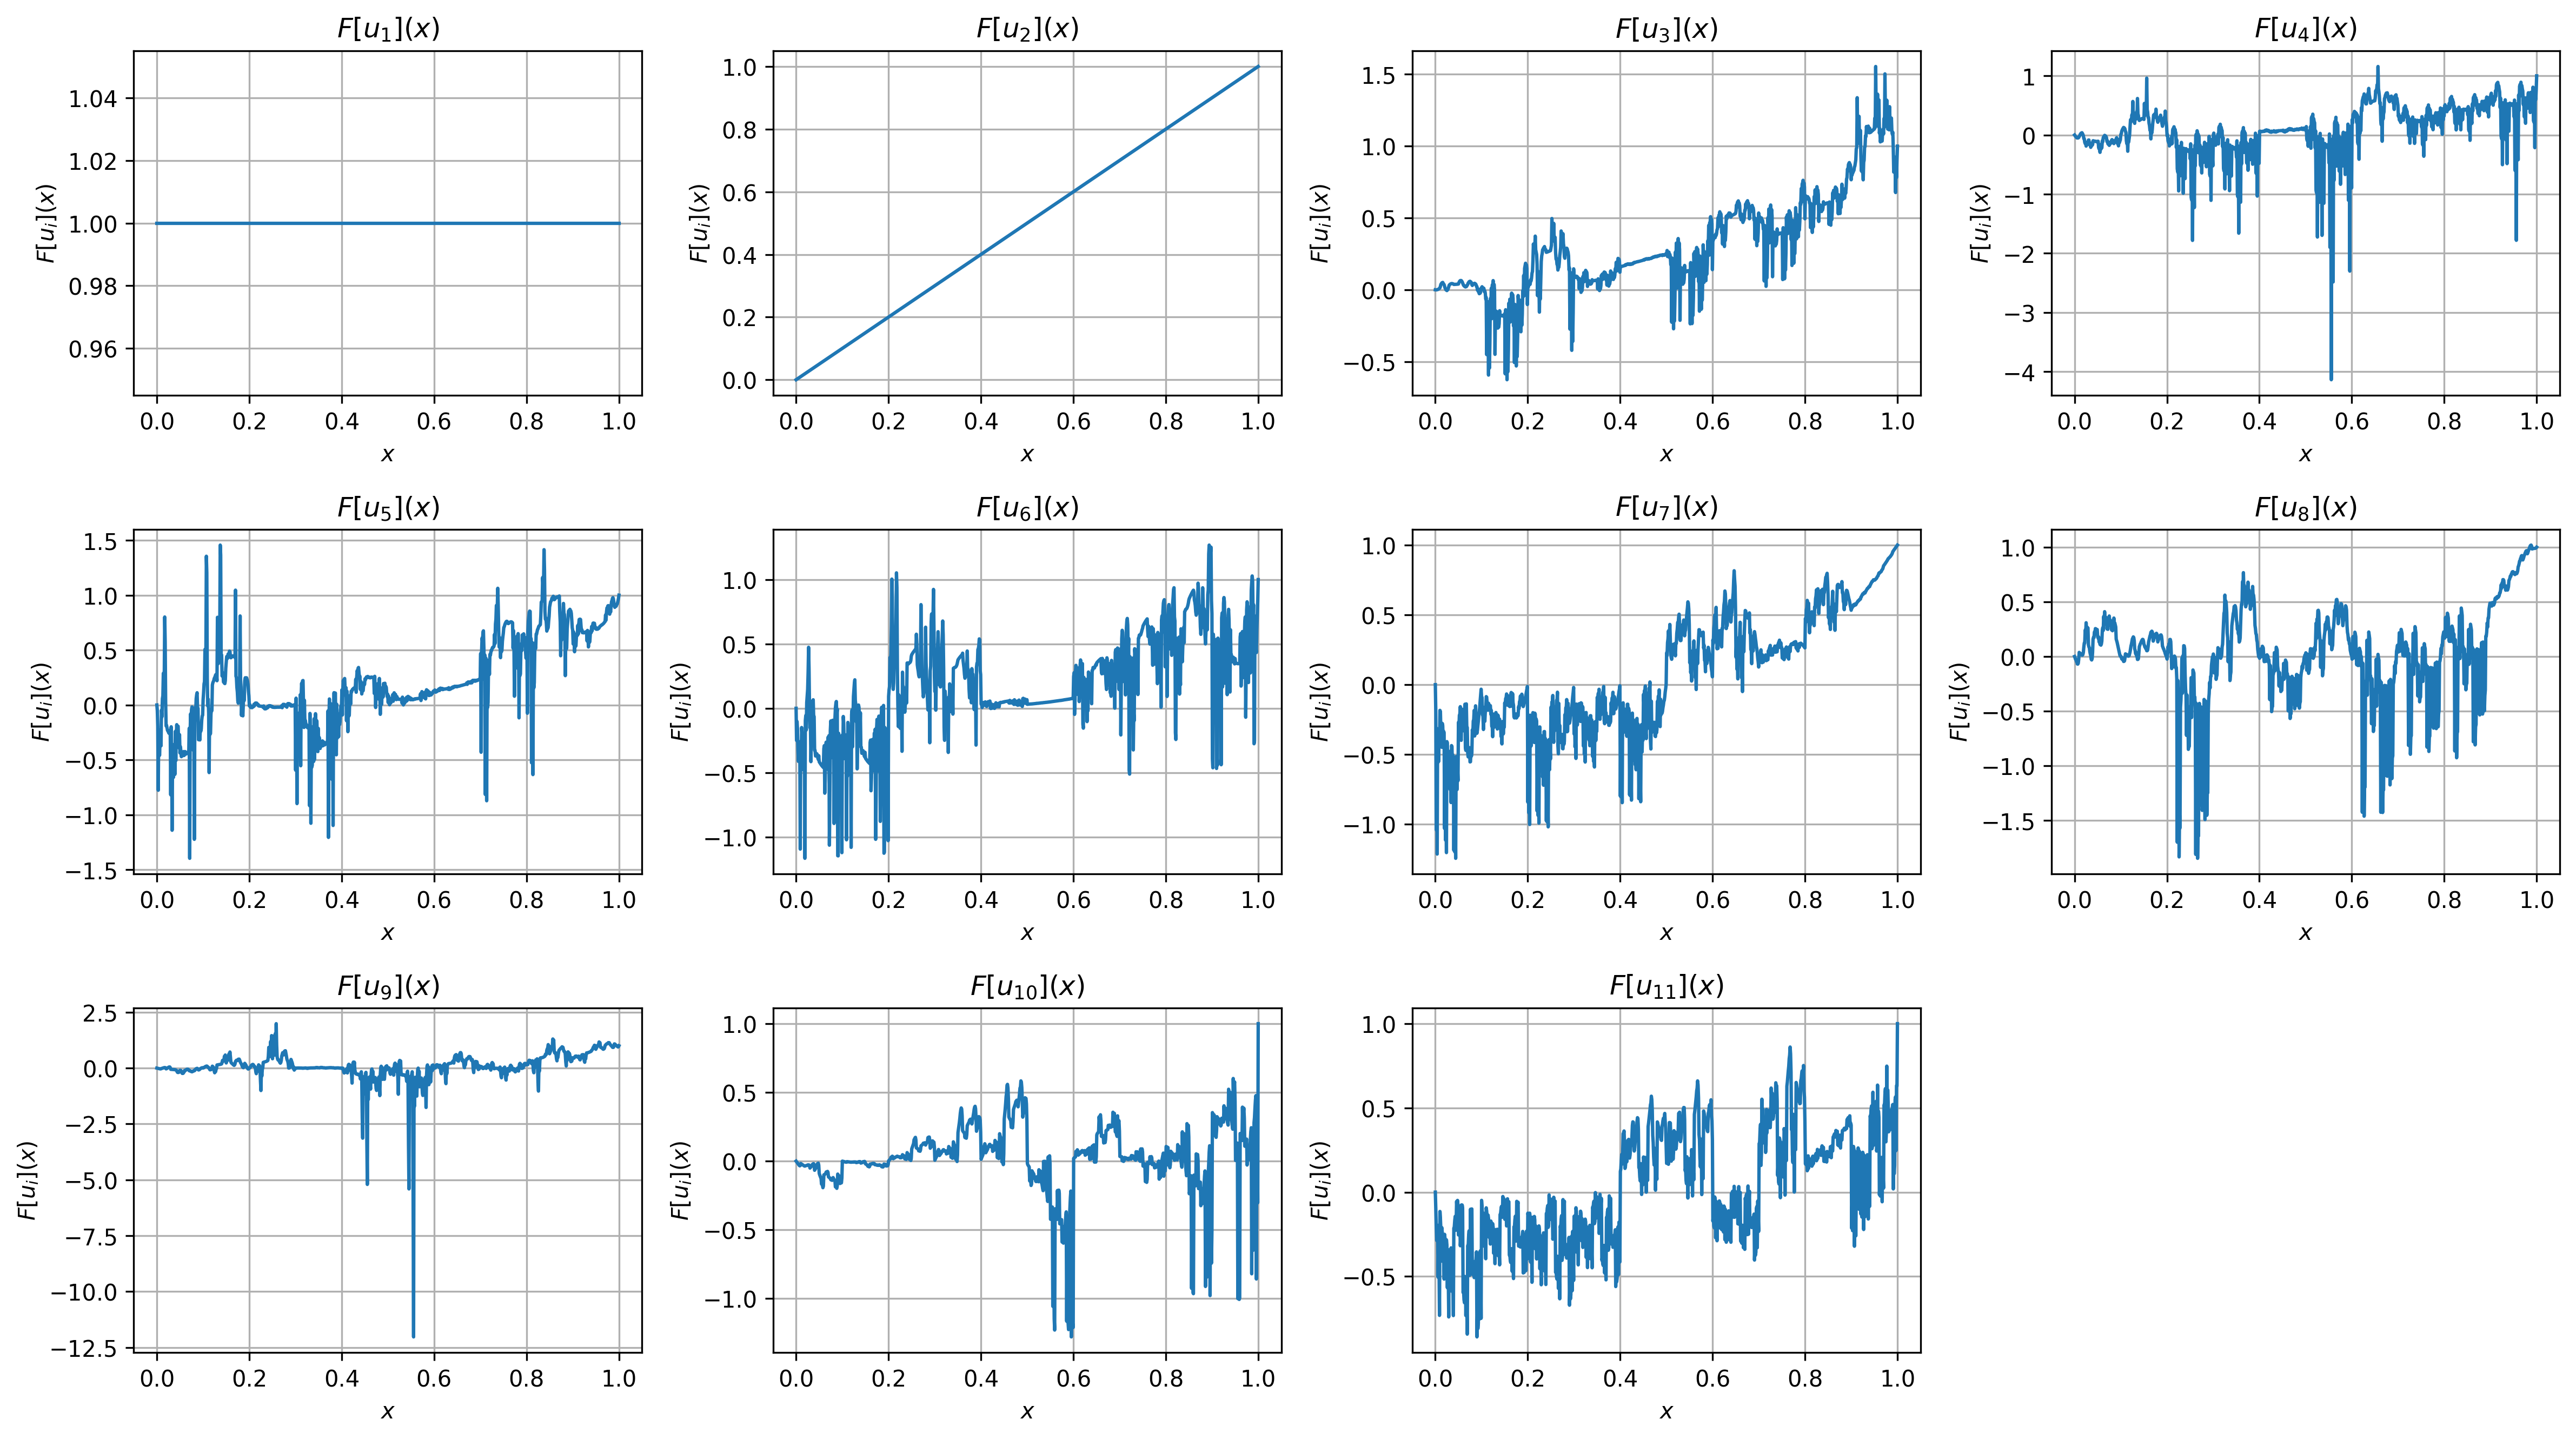 F[u₁](x)
F[uᵢ](x)
1.04
1.02
1.00
0.98
0.96
0.0 0.2 0.4 0.6 0.8 1.0
x
F[u₂](x)
F[uᵢ](x)
1.0
0.8
0.6
0.4
0.2
0.0
0.0 0.2 0.4 0.6 0.8 1.0
x
F[u₃](x)
F[uᵢ](x)
1.5
1.0
0.5
0.0
−0.5
0.0 0.2 0.4 0.6 0.8 1.0
x
F[u₄](x)
F[uᵢ](x)
1
0
−1
−2
−3
−4
0.0 0.2 0.4 0.6 0.8 1.0
x
F[u₅](x)
F[uᵢ](x)
1.5
1.0
0.5
0.0
−0.5
−1.0
−1.5
0.0 0.2 0.4 0.6 0.8 1.0
x
F[u₆](x)
F[uᵢ](x)
1.0
0.5
0.0
−0.5
−1.0
0.0 0.2 0.4 0.6 0.8 1.0
x
F[u₇](x)
F[uᵢ](x)
1.0
0.5
0.0
−0.5
−1.0
0.0 0.2 0.4 0.6 0.8 1.0
x
F[u₈](x)
F[uᵢ](x)
1.0
0.5
0.0
−0.5
−1.0
−1.5
0.0 0.2 0.4 0.6 0.8 1.0
x
F[u₉](x)
F[uᵢ](x)
2.5
0.0
−2.5
−5.0
−7.5
−10.0
−12.5
0.0 0.2 0.4 0.6 0.8 1.0
x
F[u₁₀](x)
F[uᵢ](x)
1.0
0.5
0.0
−0.5
−1.0
0.0 0.2 0.4 0.6 0.8 1.0
x
F[u₁₁](x)
F[uᵢ](x)
1.0
0.5
0.0
−0.5
0.0 0.2 0.4 0.6 0.8 1.0
x